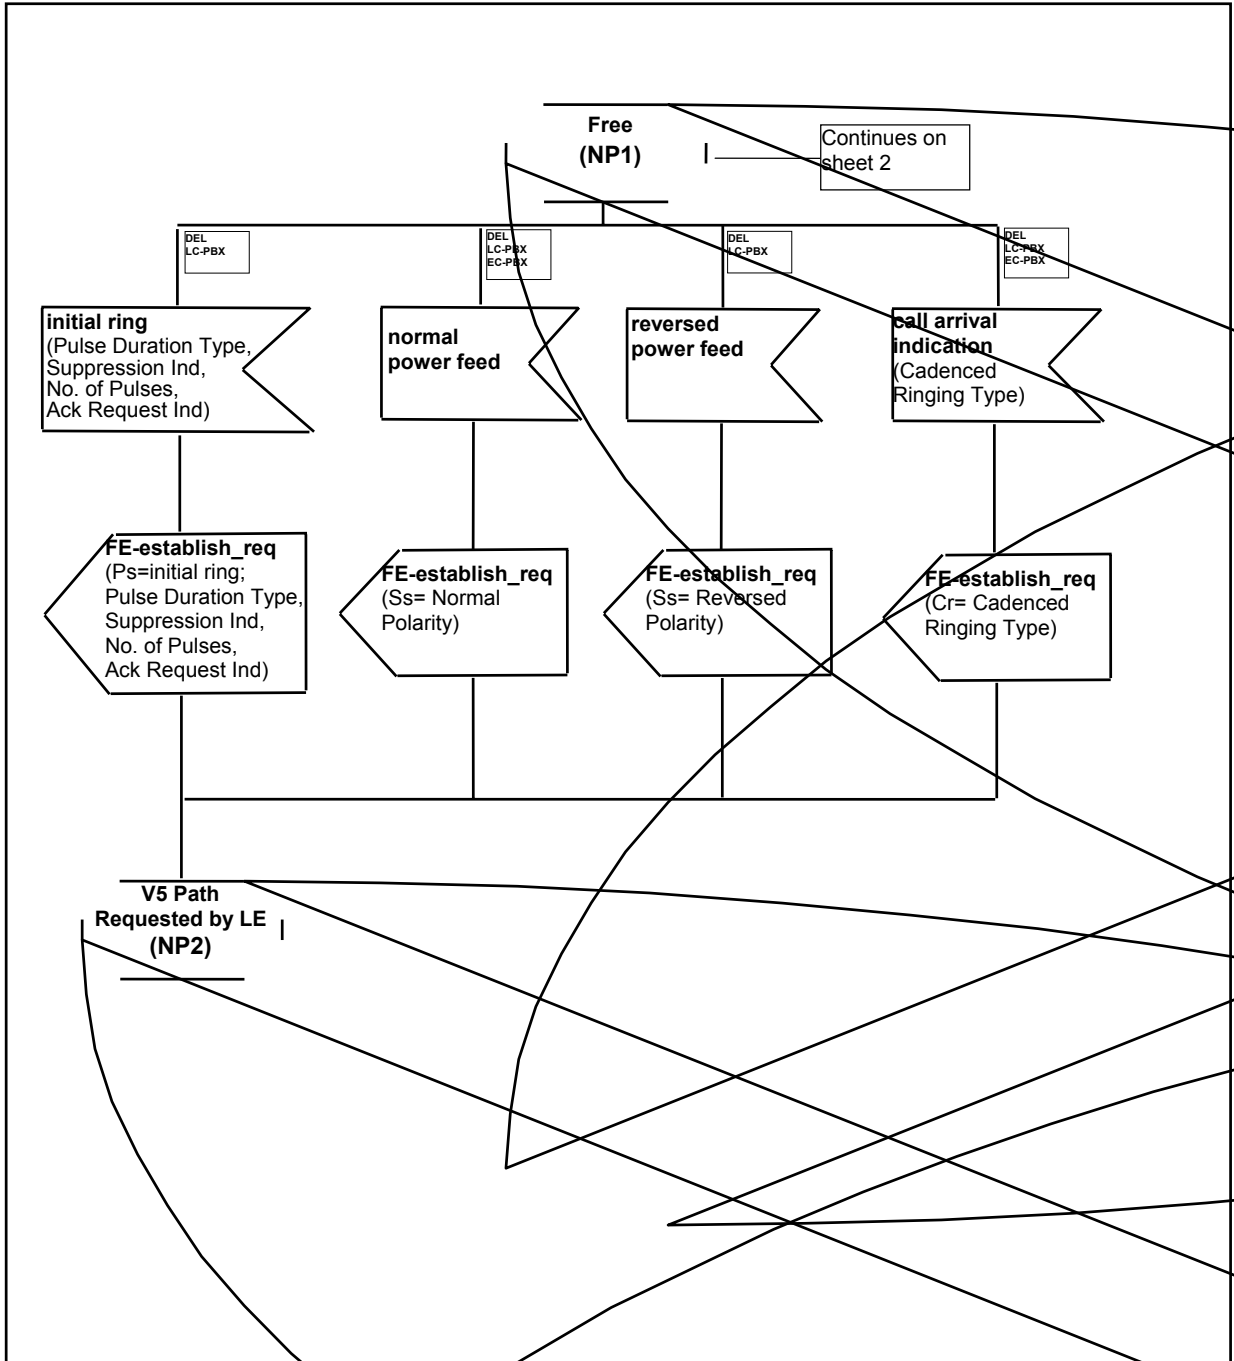 Free
(NP1)
Continues on
sheet 2
DEL
LC-PBX
DEL
LC-PBX
EC-PBX
DEL
LC-PBX
DEL
LC-PBX
EC-PBX
initial ring
(Pulse Duration Type,
Suppression Ind,
No. of Pulses,
Ack Request Ind)
normal
power feed
reversed
power feed
call arrival
indication
(Cadenced
Ringing Type)
FE-establish_req
(Ps=initial ring;
Pulse Duration Type,
Suppression Ind,
No. of Pulses,
Ack Request Ind)
FE-establish_req
(Ss= Normal
Polarity)
FE-establish_req
(Ss= Reversed
Polarity)
FE-establish_req
(Cr= Cadenced
Ringing Type)
V5 Path
Requested by LE
(NP2)